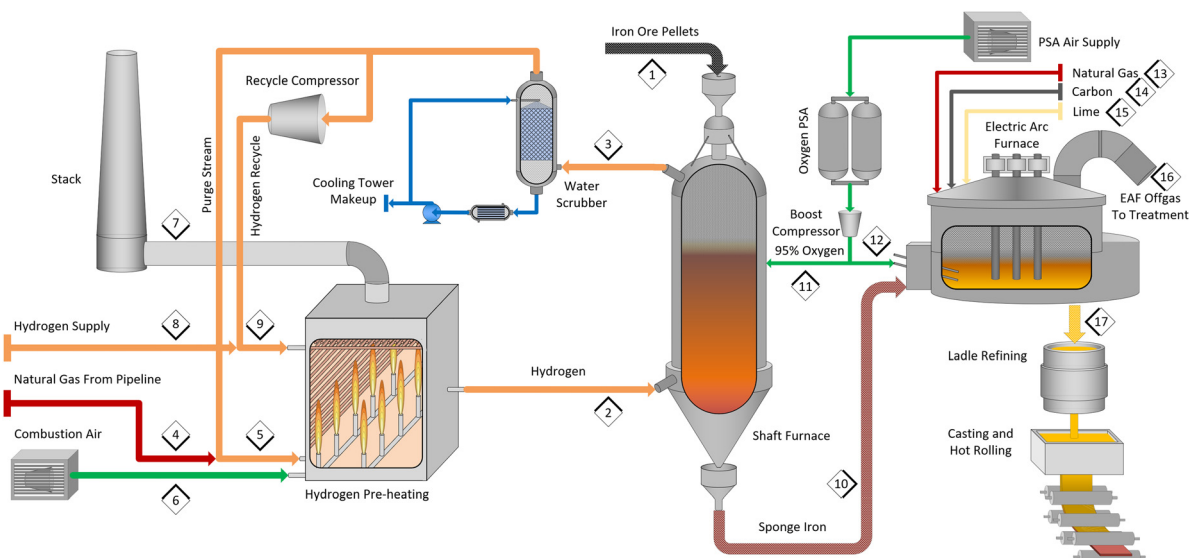 Iron Ore Pellets
1
PSA Air Supply
Natural Gas
13
Carbon
14
Lime
15
Electric Arc
Furnace
Recycle Compressor
Oxygen PSA
Stack
Purge Stream
Hydrogen Recycle
3
Cooling Tower
Makeup
Water
Scrubber
16
EAF Offgas
To Treatment
7
Boost
Compressor
12
95% Oxygen
11
Hydrogen Supply
8
9
17
Ladle Refining
Natural Gas From Pipeline
Hydrogen
2
4
5
Combustion Air
Shaft Furnace
Casting and
Hot Rolling
6
Hydrogen Pre-heating
10
Sponge Iron